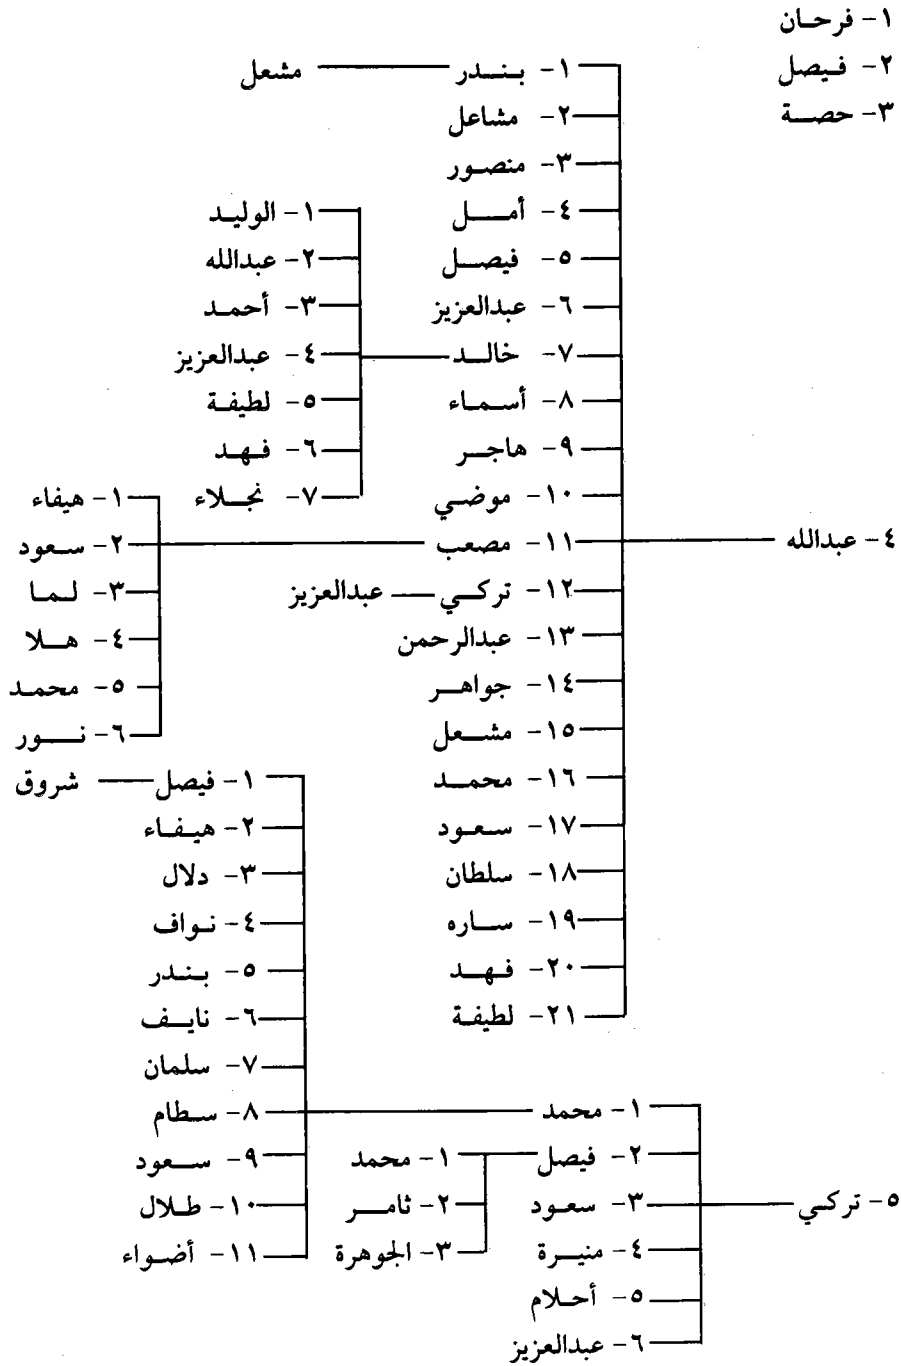 ١- فرحان
٢- فيصل
٣- حصة
١- بندر مشعل
٢- مشاعل
٣- منصور
٤- أمل
٥- فيصل
٦- عبدالعزيز
٧- خالد
٨- أسماء
٩- هاجر
١٠- موضي
٤- عبدالله
١١- مصعب
١٢- تركي عبدالعزيز
١٣- عبدالرحمن
١٤- جواهر
١٥- مشعل
١٦- محمد
١٧- سعود
١٨- سلطان
١٩- ساره
٢٠- فهد
٢١- لطيفة
١- الوليد
٢- عبدالله
٣- أحمد
٤- عبدالعزيز
٥- لطيفة
٦- فهد
٧- نجلاء
١- هيفاء
٢- سعود
٣- لما
٤- هلا
٥- محمد
٦- نور
٥- تركي
١- محمد
٢- فيصل
٣- سعود
٤- منيرة
٥- أحلام
٦- عبدالعزيز
١- محمد
٢- ثامر
٣- الجوهرة
١- فيصل شروق
٢- هيفاء
٣- دلال
٤- نواف
٥- بندر
٦- نايف
٧- سلمان
٨- سطام
٩- سعود
١٠- طلال
١١- أضواء